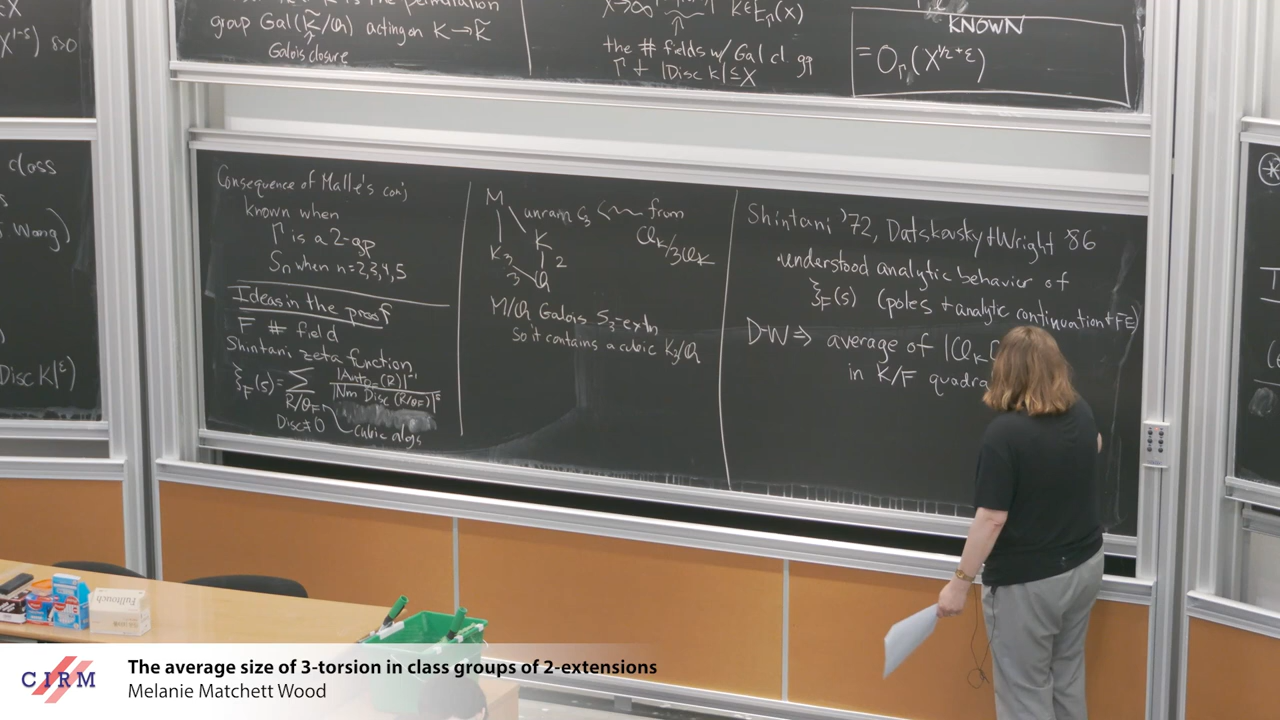 group Gal(K̃/Q) acting on K→K̃
Galois closure
X→∞ K∈E_Γ(X)
the # fields w/ Gal cl. gp
Γ + |Disc K| ≤ X
KNOWN
= O_Γ(X^{1/2+ε})
X^{1-δ}) δ>0
class
Wang)
Disc K|^ε)
Consequence of Malle's conj
known when
Γ is a 2-gp
S_n when n=2,3,4,5
Ideas in the proof
F # field
Shintani zeta function
ξ_F(s) = Σ |Aut_{O_F}(R)|^{-1} / |Nm Disc(R/O_F)|^s
R/O_F
Disc≠0
cubic algs
M
unram C_3 ⟵ from
Cl_K/3Cl_K
K
K_3 2
3 Q
M/Q Galois S_3-extn
so it contains a cubic K_3/Q
Shintani '72, Datskovsky+Wright '86
understood analytic behavior of
ξ_F(s) (poles + analytic continuation + FE)
D-W ⇒ average of |Cl_K[
in K/F quadra
CIRM
The average size of 3-torsion in class groups of 2-extensions
Melanie Matchett Wood